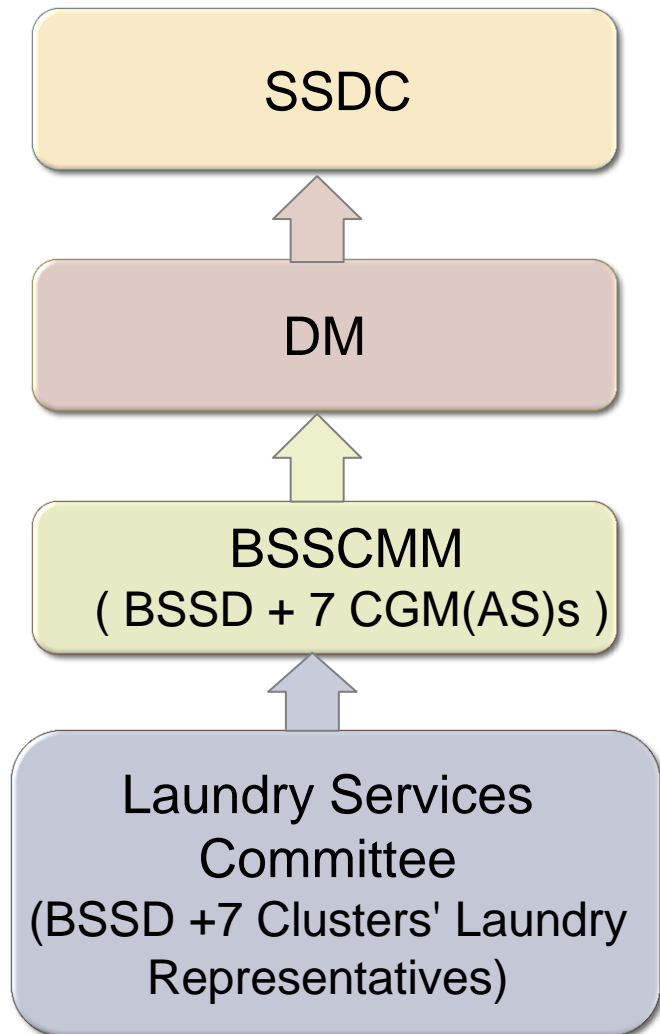 SSDC
DM
BSSCMM
( BSSD + 7 CGM(AS)s )
Laundry Services
Committee
(BSSD +7 Clusters' Laundry
Representatives)